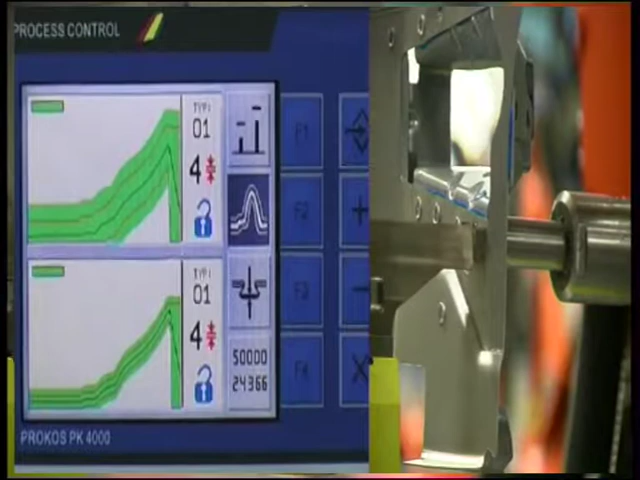 PROCESS CONTROL
TYP:
01
4
F1
F2
TYP:
01
4
F3
50000
24366
F4
PROKOS PK 4000